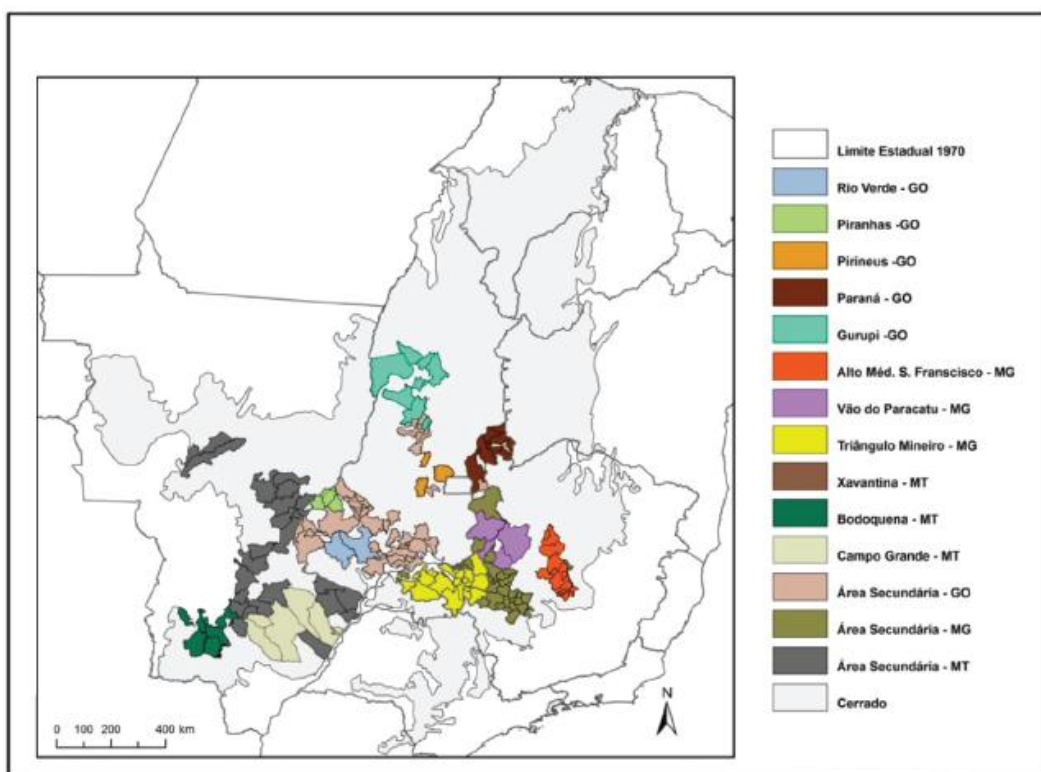 Limite Estadual 1970
Rio Verde - GO
Piranhas -GO
Pirineus -GO
Paraná - GO
Gurupi -GO
Alto Méd. S. Franscisco - MG
Vão do Paracatu - MG
Triângulo Mineiro - MG
Xavantina - MT
Bodoquena - MT
Campo Grande - MT
Área Secundária - GO
Área Secundária - MG
Área Secundária - MT
Cerrado
N
0 100 200 400 km